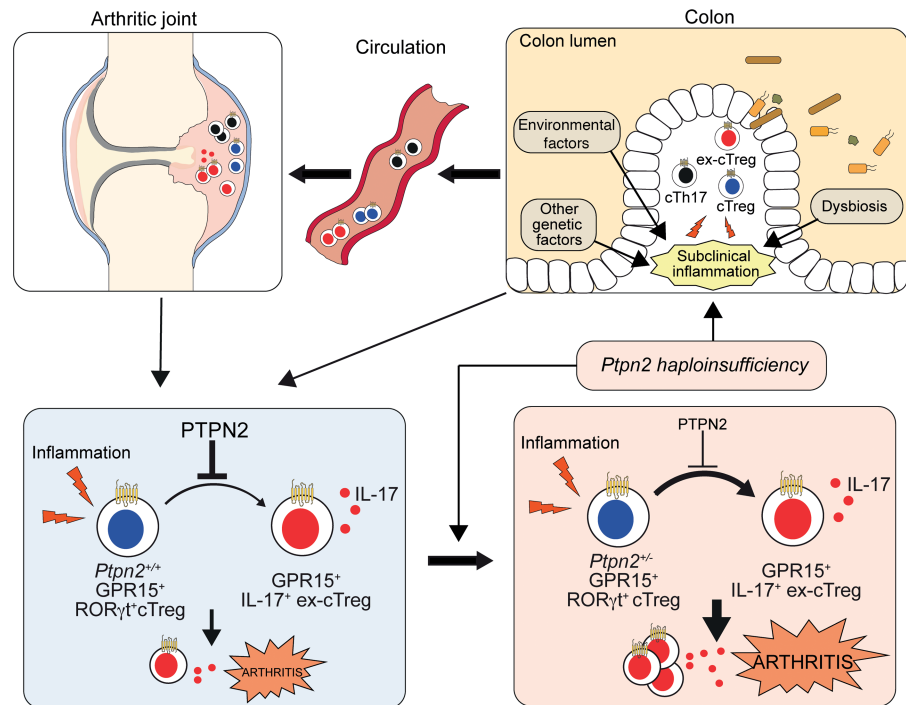 Arthritic joint
Circulation
Colon
Colon lumen
Environmental
factors
ex-cTreg
cTh17
cTreg
Other
genetic
factors
Dysbiosis
Subclinical
inflammation
Ptpn2 haploinsufficiency
PTPN2
Inflammation
IL-17
Ptpn2+/+
GPR15+
RORγt+cTreg
GPR15+
IL-17+ ex-cTreg
ARTHRITIS
PTPN2
Inflammation
IL-17
Ptpn2+/-
GPR15+
RORγt+ cTreg
GPR15+
IL-17+ ex-cTreg
ARTHRITIS